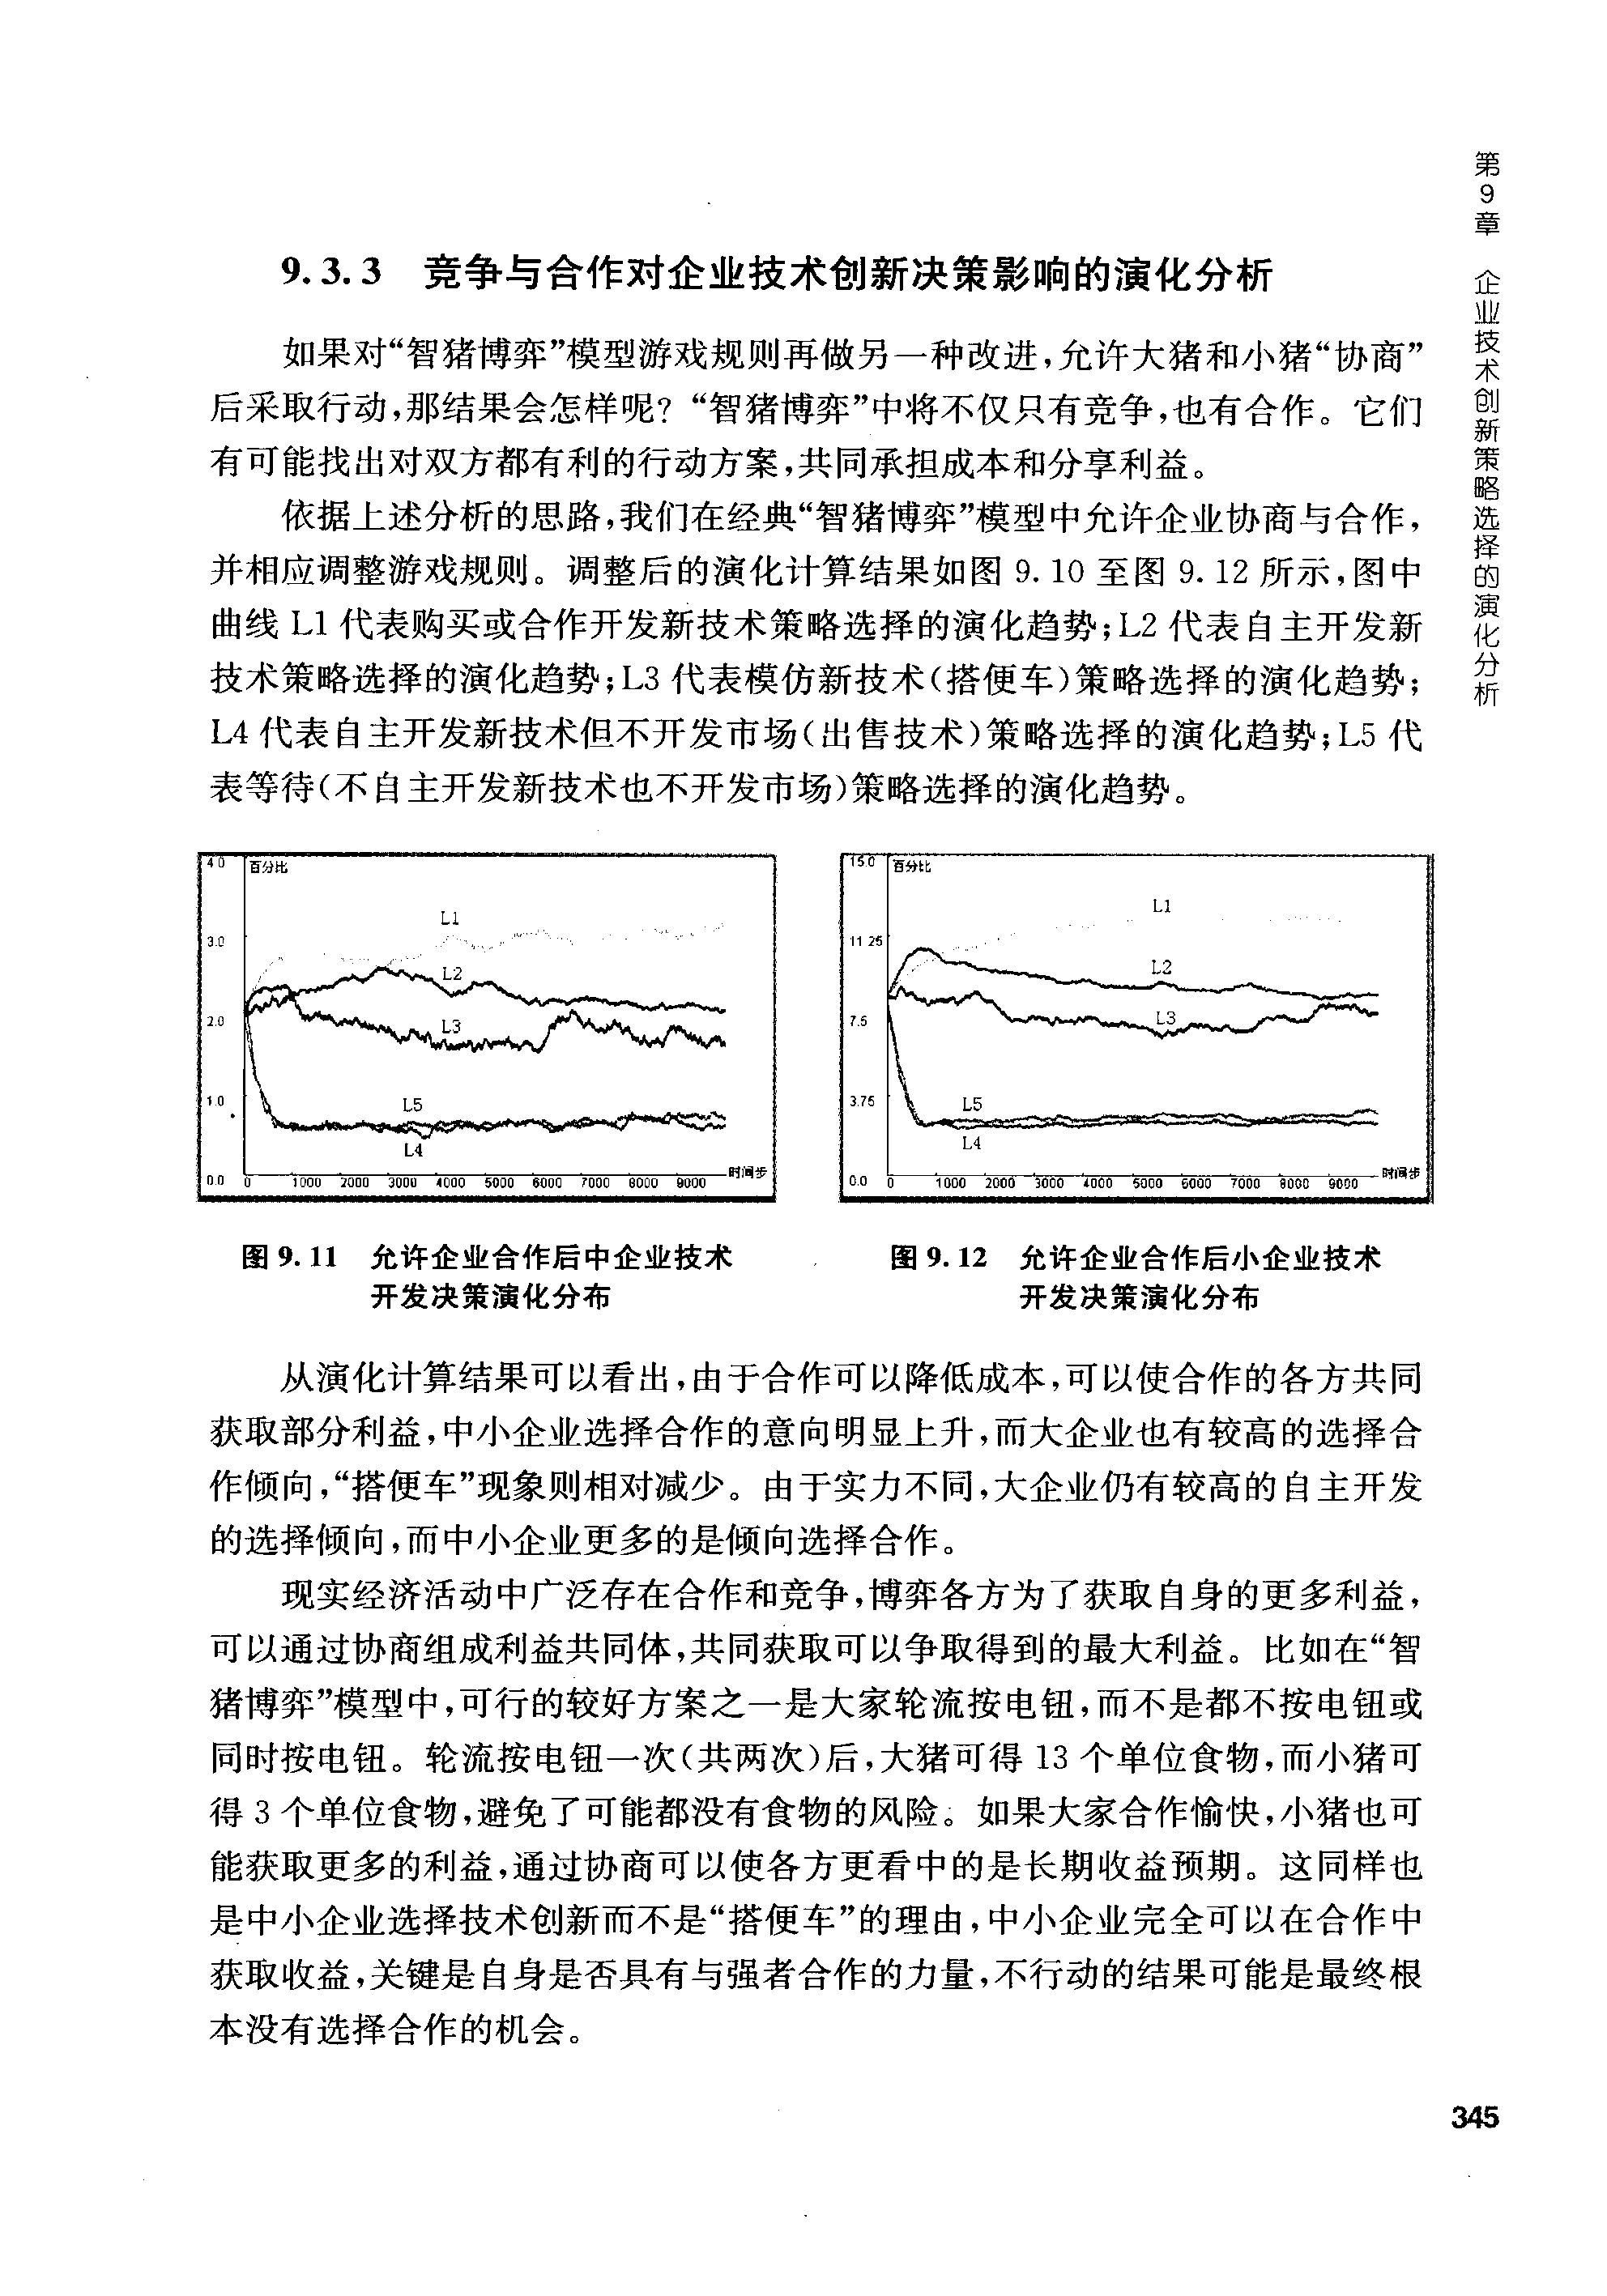 第9章 企业技术创新策略选择的演化分析
9.3.3 竞争与合作对企业技术创新决策影响的演化分析
如果对“智猪博弈”模型游戏规则再做另一种改进,允许大猪和小猪“协商”
后采取行动,那结果会怎样呢?“智猪博弈”中将不仅只有竞争,也有合作。它们
有可能找出对双方都有利的行动方案,共同承担成本和分享利益。
依据上述分析的思路,我们在经典“智猪博弈”模型中允许企业协商与合作,
并相应调整游戏规则。调整后的演化计算结果如图9.10至图9.12所示,图中
曲线L1代表购买或合作开发新技术策略选择的演化趋势;L2代表自主开发新
技术策略选择的演化趋势;L3代表模仿新技术(搭便车)策略选择的演化趋势;
L4代表自主开发新技术但不开发市场(出售技术)策略选择的演化趋势;L5代
表等待(不自主开发新技术也不开发市场)策略选择的演化趋势。
4.0 百分比
L1
3.0
L2
2.0
L3
1.0
L5
L4
时间步
0.0 0 1000 2000 3000 4000 5000 6000 7000 8000 9000
图9.11 允许企业合作后中企业技术
开发决策演化分布
15.0 百分比
L1
11.25
L2
7.5
L3
3.75
L5
L4
时间步
0.0 0 1000 2000 3000 4000 5000 6000 7000 8000 9000
图9.12 允许企业合作后小企业技术
开发决策演化分布
从演化计算结果可以看出,由于合作可以降低成本,可以使合作的各方共同
获取部分利益,中小企业选择合作的意向明显上升,而大企业也有较高的选择合
作倾向,“搭便车”现象则相对减少。由于实力不同,大企业仍有较高的自主开发
的选择倾向,而中小企业更多的是倾向选择合作。
现实经济活动中广泛存在合作和竞争,博弈各方为了获取自身的更多利益,
可以通过协商组成利益共同体,共同获取可以争取得到的最大利益。比如在“智
猪博弈”模型中,可行的较好方案之一是大家轮流按电钮,而不是都不按电钮或
同时按电钮。轮流按电钮一次(共两次)后,大猪可得13个单位食物,而小猪可
得3个单位食物,避免了可能都没有食物的风险。如果大家合作愉快,小猪也可
能获取更多的利益,通过协商可以使各方更看中的是长期收益预期。这同样也
是中小企业选择技术创新而不是“搭便车”的理由,中小企业完全可以在合作中
获取收益,关键是自身是否具有与强者合作的力量,不行动的结果可能是最终根
本没有选择合作的机会。
345